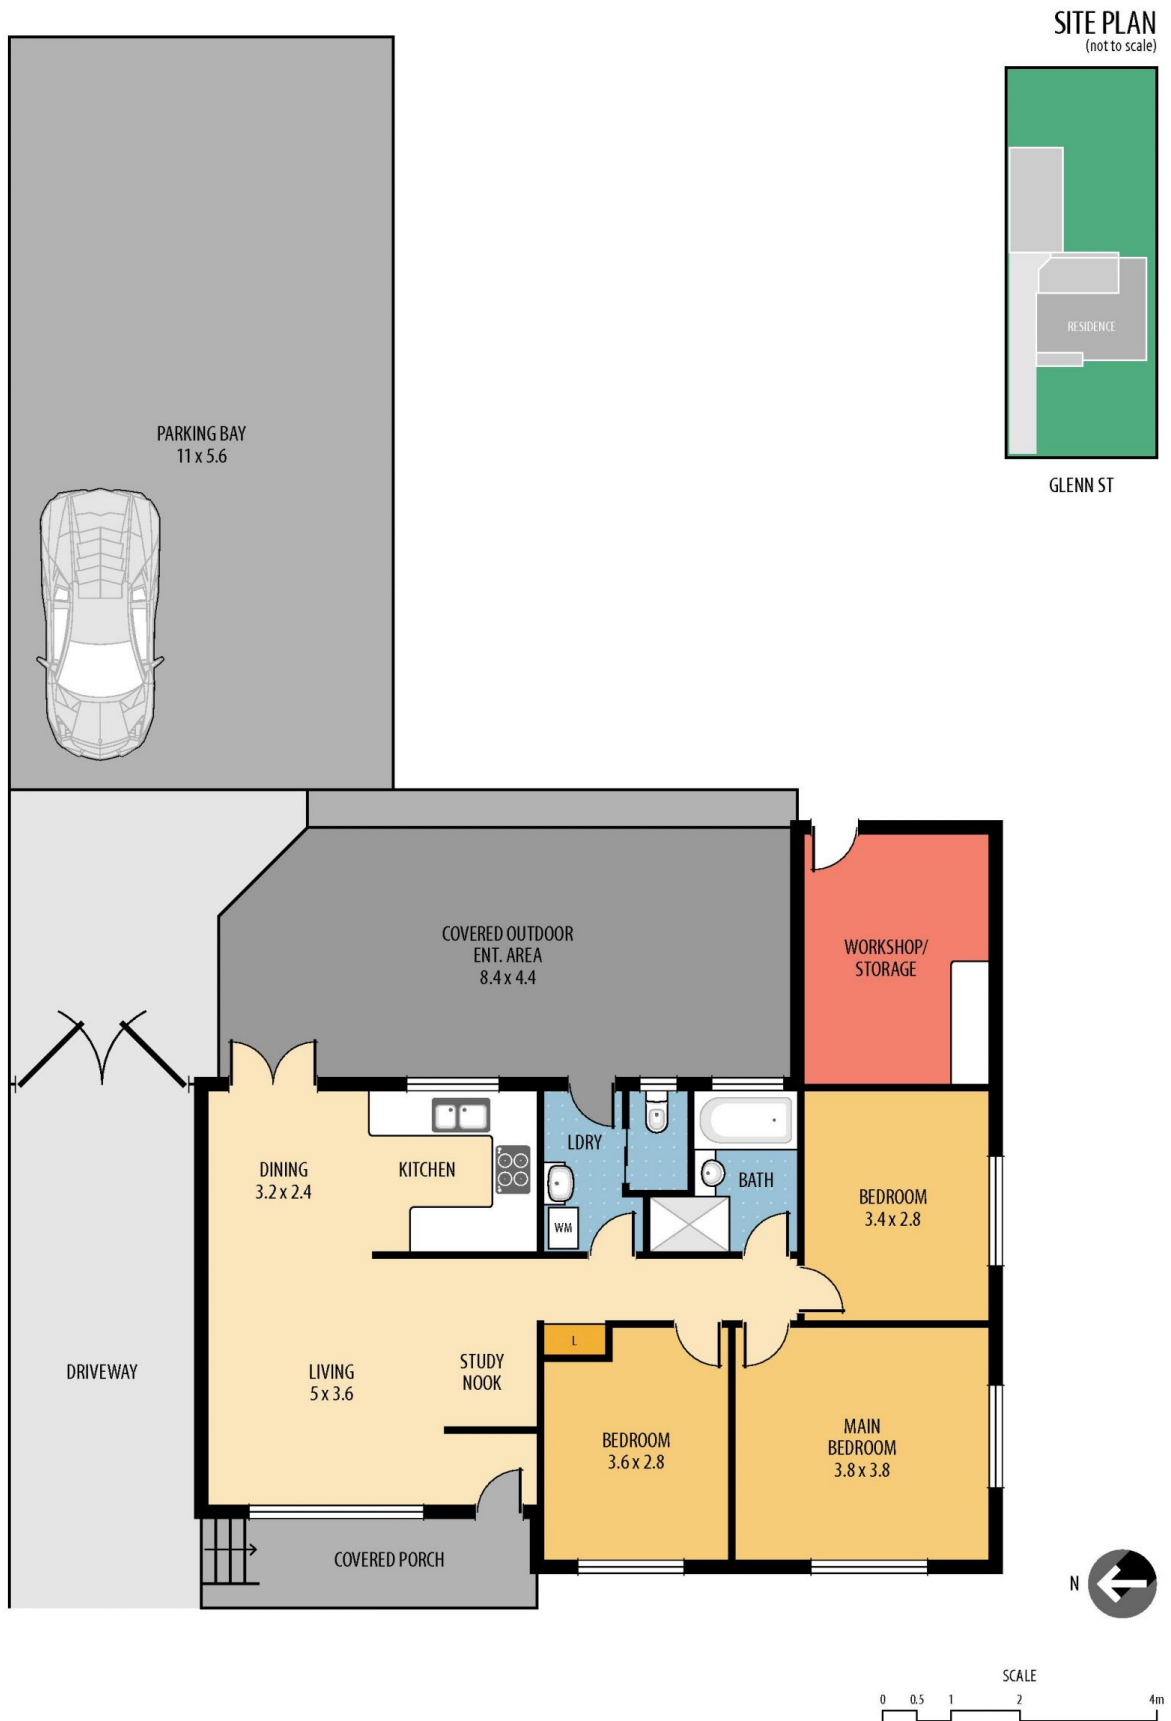 SITE PLAN
(not to scale)
RESIDENCE
GLENN ST
PARKING BAY
11 x 5.6
COVERED OUTDOOR
ENT. AREA
8.4 x 4.4
WORKSHOP/
STORAGE
DINING
3.2 x 2.4
KITCHEN
LDRY
WM
BATH
BEDROOM
3.4 x 2.8
DRIVEWAY
LIVING
5 x 3.6
STUDY
NOOK
L
BEDROOM
3.6 x 2.8
MAIN
BEDROOM
3.8 x 3.8
COVERED PORCH
N
SCALE
0 0.5 1 2 4m